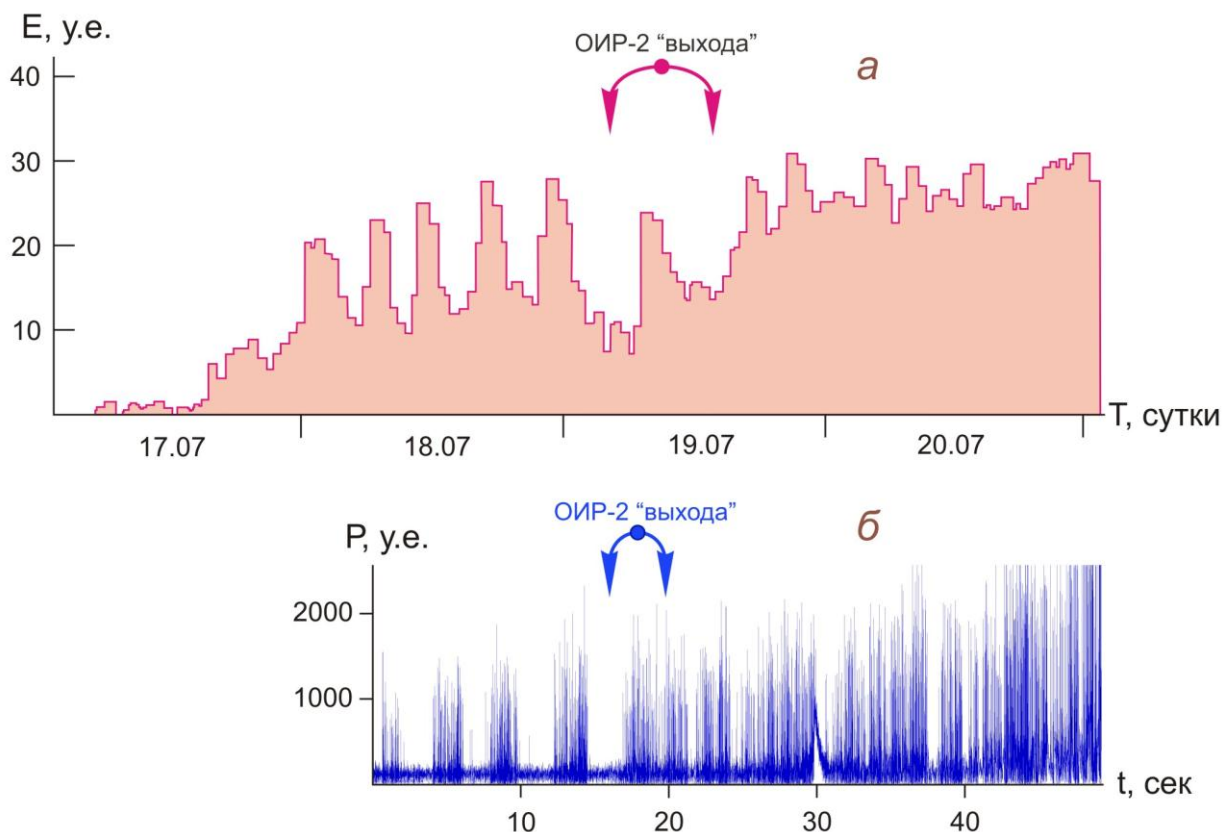 E, у.е.
ОИР-2 “выхода”
а
40
30
20
10
Т, сутки
17.07 18.07 19.07 20.07
ОИР-2 “выхода”
б
Р, у.е.
2000
1000
t, сек
10 20 30 40